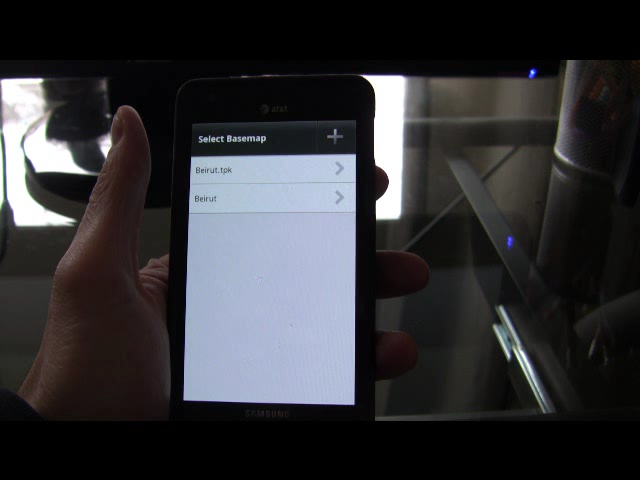 at&t
Select Basemap +
Beirut.tpk
Beirut
SAMSUNG